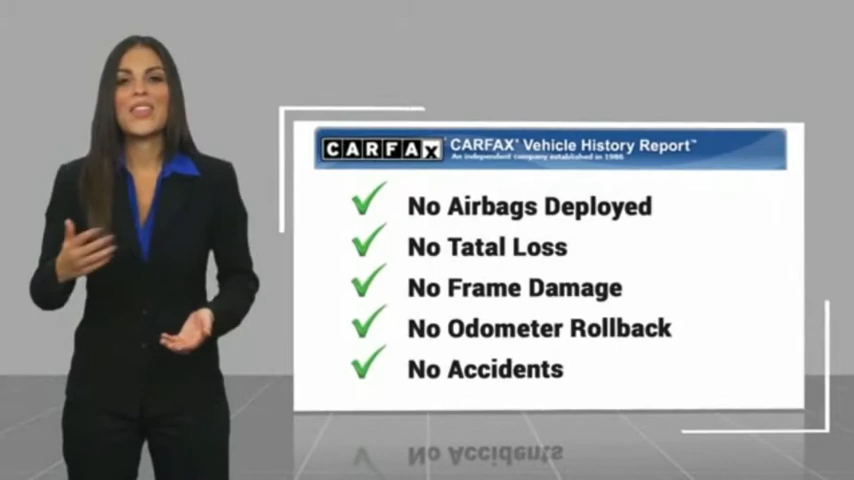 CARFAX CARFAX® Vehicle History Report™
An independent company established in 1986
No Airbags Deployed
No Tatal Loss
No Frame Damage
No Odometer Rollback
No Accidents
No Accidents